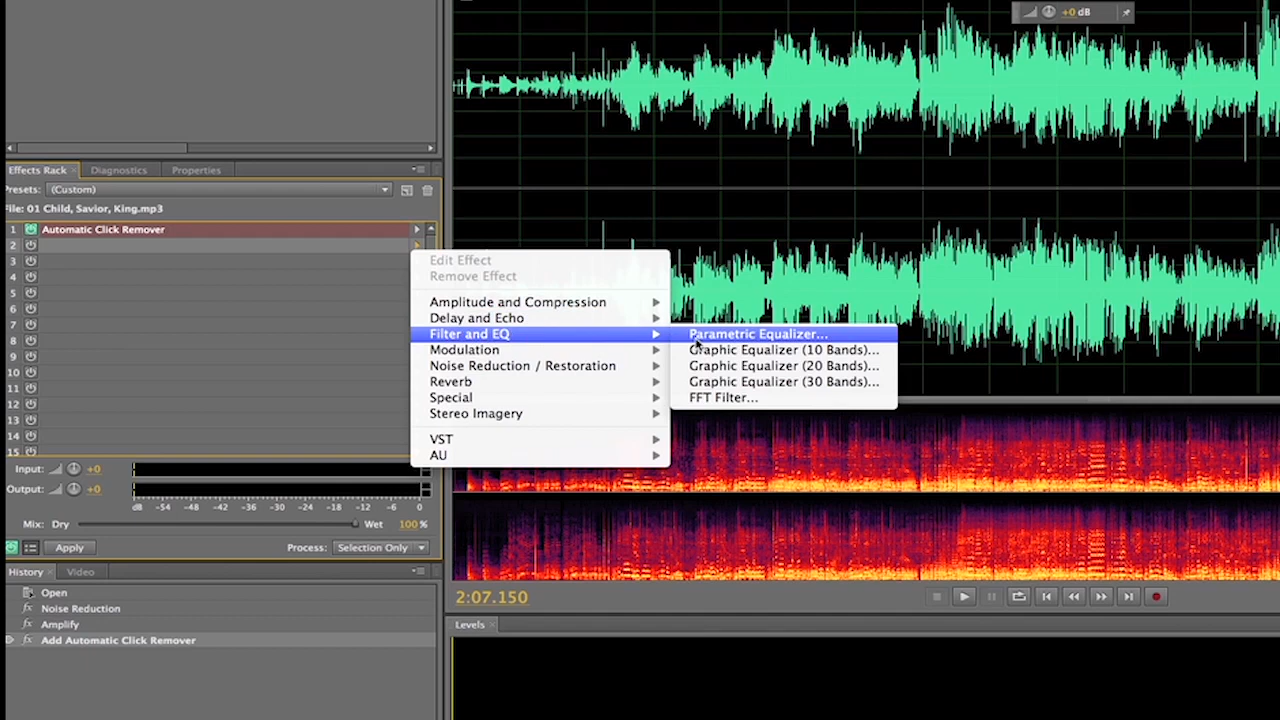 +0 dB
Effects Rack
Diagnostics
Properties
Presets: (Custom)
File: 01 Child, Savior, King.mp3
1 Automatic Click Remover
2
3
4
5
6
7
8
9
10
11
12
13
14
15
Edit Effect
Remove Effect
Amplitude and Compression
Delay and Echo
Filter and EQ
Modulation
Noise Reduction / Restoration
Reverb
Special
Stereo Imagery
VST
AU
Parametric Equalizer...
Graphic Equalizer (10 Bands)...
Graphic Equalizer (20 Bands)...
Graphic Equalizer (30 Bands)...
FFT Filter...
Input: +0
Output: +0
dB -54 -48 -42 -36 -30 -24 -18 -12 -6 0
Mix: Dry Wet 100 %
Apply Process: Selection Only
History Video
Open
Noise Reduction
Amplify
Add Automatic Click Remover
2:07.150
Levels